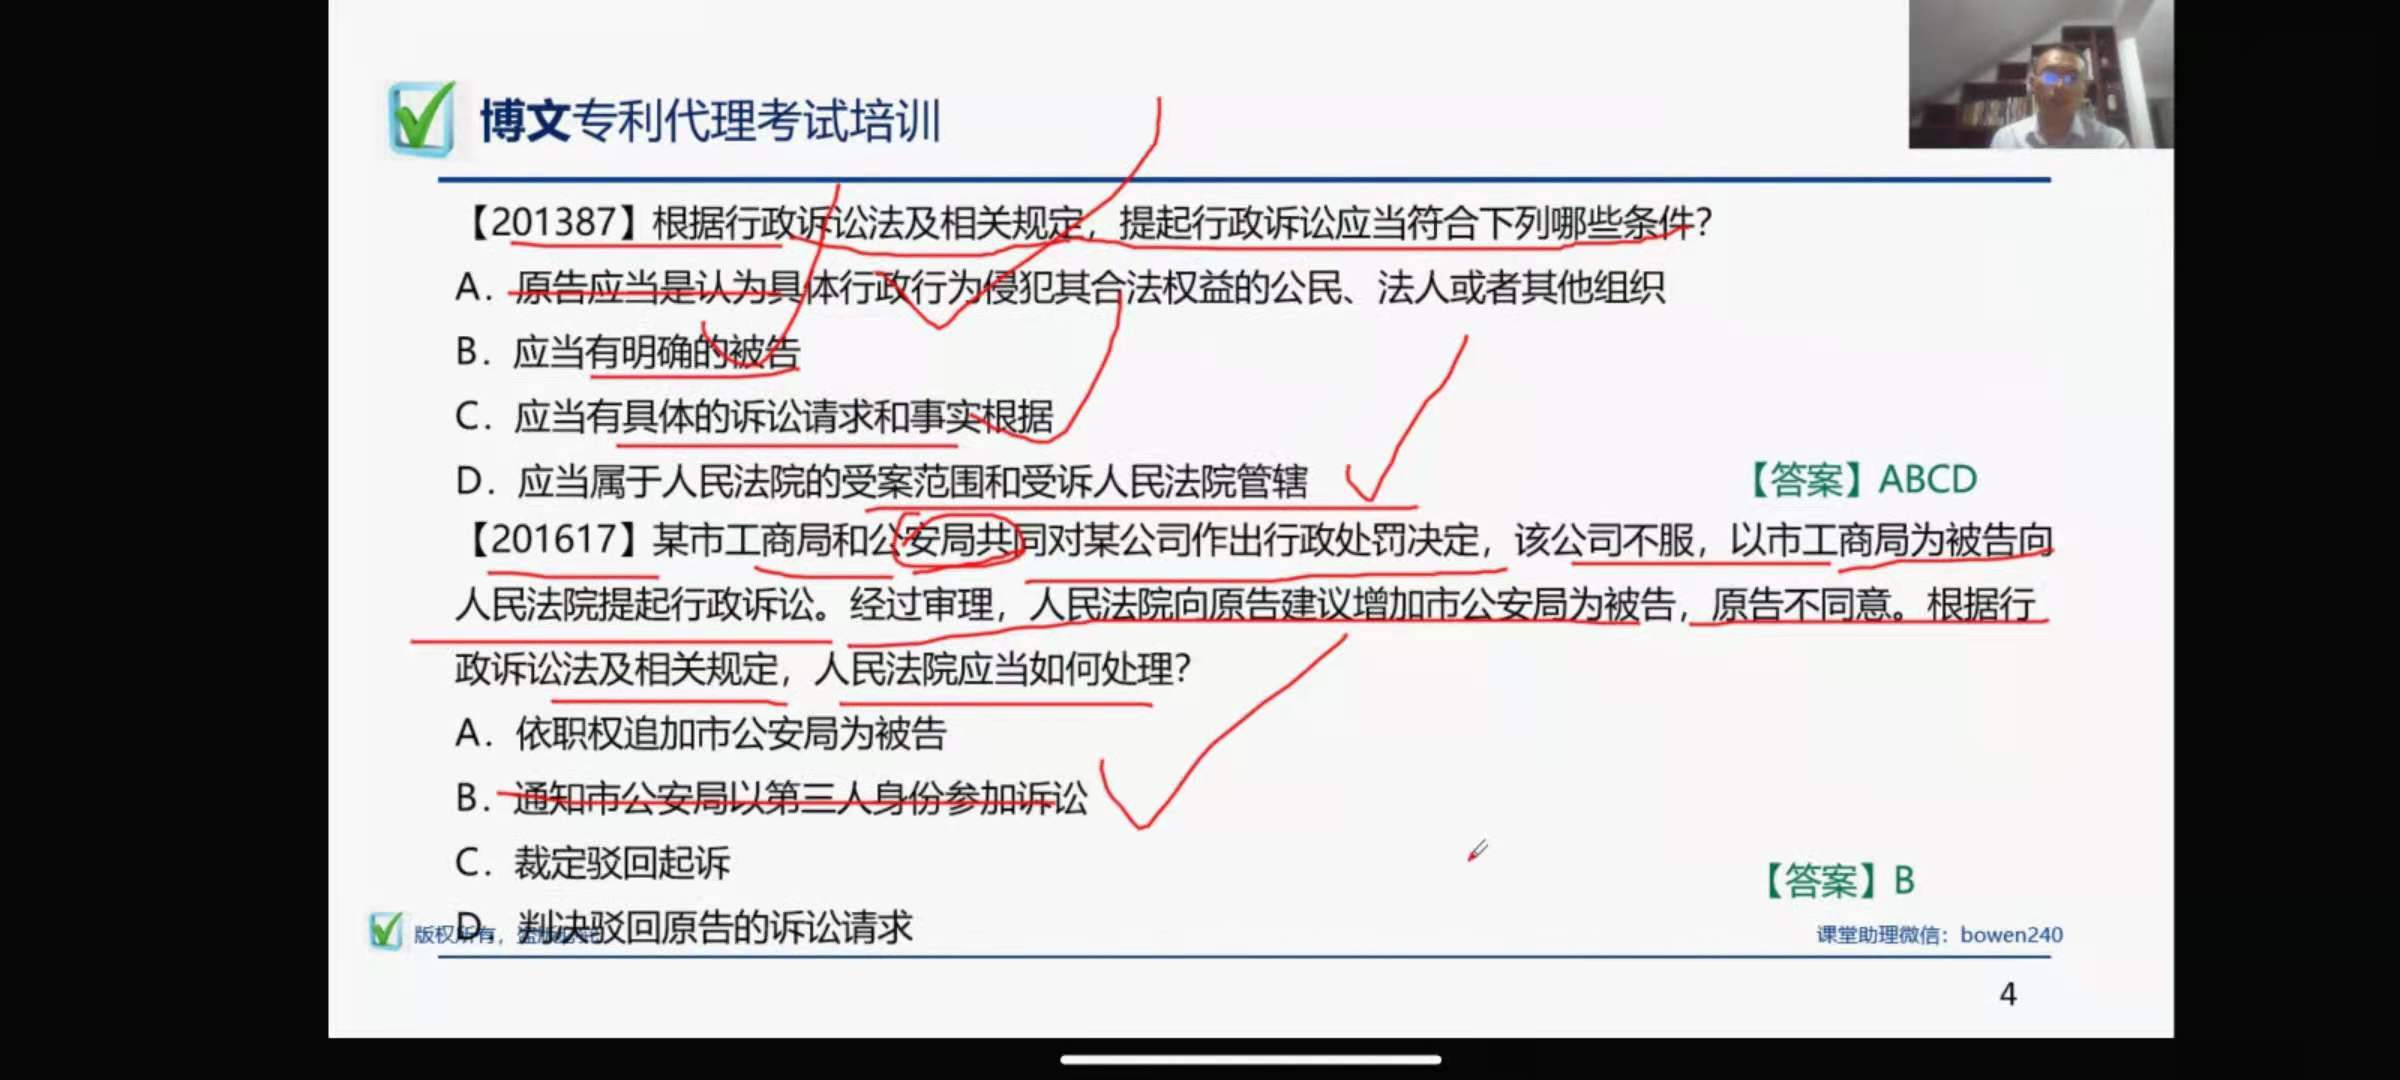 博文专利代理考试培训
【201387】根据行政诉讼法及相关规定，提起行政诉讼应当符合下列哪些条件？
A．原告应当是认为具体行政行为侵犯其合法权益的公民、法人或者其他组织
B．应当有明确的被告
C．应当有具体的诉讼请求和事实根据
D．应当属于人民法院的受案范围和受诉人民法院管辖
【答案】ABCD
【201617】某市工商局和公安局共同对某公司作出行政处罚决定，该公司不服，以市工商局为被告向
人民法院提起行政诉讼。经过审理，人民法院向原告建议增加市公安局为被告，原告不同意。根据行
政诉讼法及相关规定，人民法院应当如何处理？
A．依职权追加市公安局为被告
B．通知市公安局以第三人身份参加诉讼
C．裁定驳回起诉
【答案】B
D．判决驳回原告的诉讼请求
版权所有，
课堂助理微信：bowen240
4